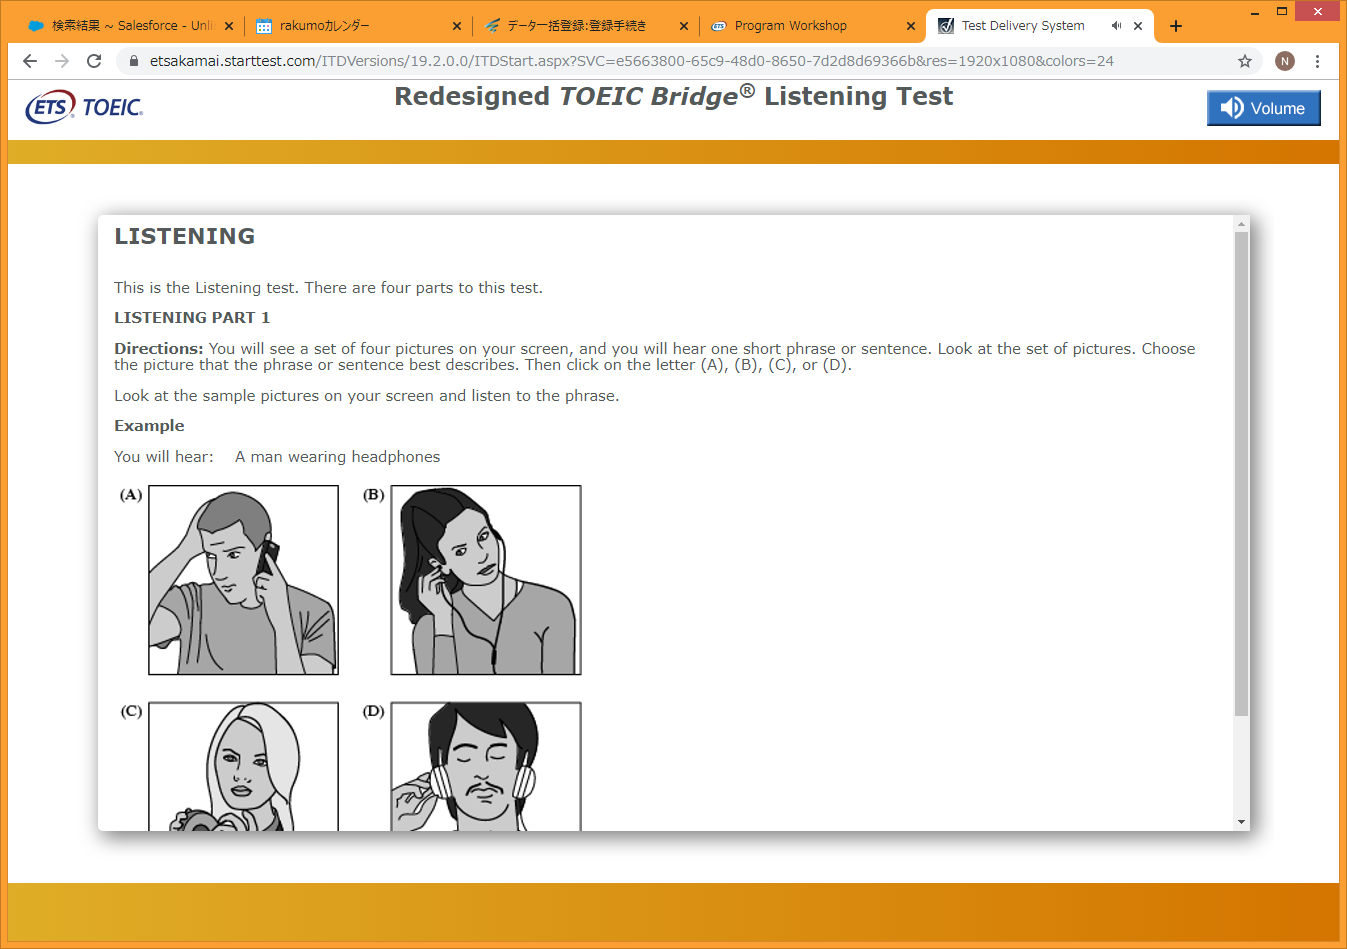 検索結果 ~ Salesforce - Unli
rakumoカレンダー
データ一括登録:登録手続き
Program Workshop
Test Delivery System
etsakamai.starttest.com/ITDVersions/19.2.0.0/ITDStart.aspx?SVC=e5663800-65c9-48d0-8650-7d2d8d69366b&res=1920x1080&colors=24
N
ETS TOEIC®
Redesigned TOEIC Bridge® Listening Test
Volume
LISTENING
This is the Listening test. There are four parts to this test.
LISTENING PART 1
Directions: You will see a set of four pictures on your screen, and you will hear one short phrase or sentence. Look at the set of pictures. Choose
the picture that the phrase or sentence best describes. Then click on the letter (A), (B), (C), or (D).
Look at the sample pictures on your screen and listen to the phrase.
Example
You will hear: A man wearing headphones
(A)
(B)
(C)
(D)